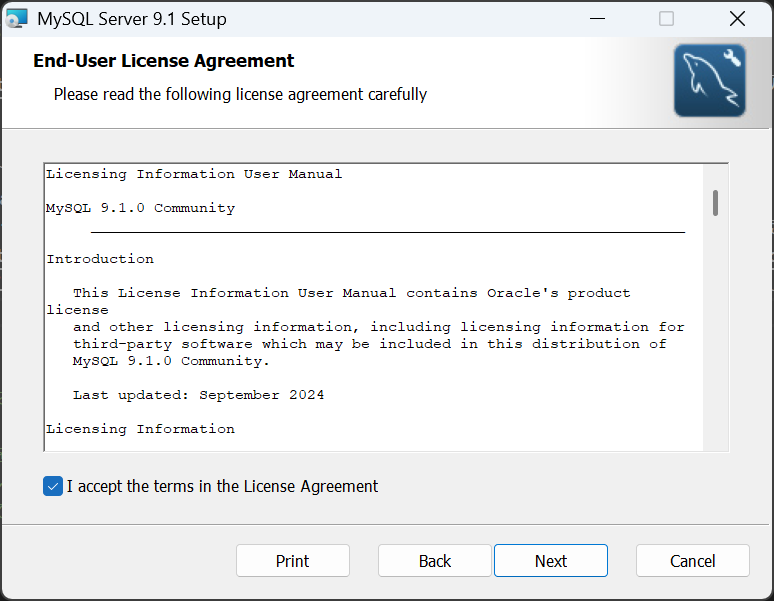 MySQL Server 9.1 Setup
End-User License Agreement
Please read the following license agreement carefully
Licensing Information User Manual
MySQL 9.1.0 Community
Introduction
This License Information User Manual contains Oracle's product
license
and other licensing information, including licensing information for
third-party software which may be included in this distribution of
MySQL 9.1.0 Community.
Last updated: September 2024
Licensing Information
I accept the terms in the License Agreement
Print Back Next Cancel